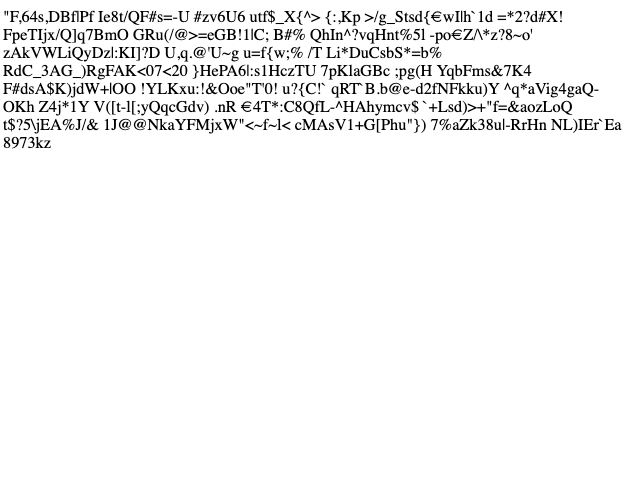 "F,64s,DBf|Pf Ie8t/QF#s=-U #zv6U6 utf$_X{^> {:,Kp >/g_Stsd{€wI|h`1d =*2?d#X!
FpeTIjx/Q]q7BmO GRu(/@>=eGB!1|C; B#% QhIn^?vqHnt%5l -po€Z/\*z?8~o'
zAkVWLiQyDz|:KI]?D U,q.@'U~g u=f{w;% /T Li*DuCsbS*=b%
RdC_3AG_)RgFAK<07<20 }HePA6|:s1HczTU 7pKlaGBc ;pg(H YqbFms&7K4
F#dsA$K)jdW+|OO !YLKxu:!&Ooe"T'0! u?{C!` qRT`B.b@e-d2fNFkku)Y ^q*aVig4gaQ-
OKh Z4j*1Y V([t-l[;yQqcGdv) .nR €4T*:C8QfL-^HAhymcv$ `+Lsd)>+"f=&aozLoQ
t$?5\jEA%J/& 1J@@NkaYFMjxW"<~f~l< cMAsV1+G[Phu"}) 7%aZk38u|-RrHn NL)IEr`Ea
8973kz